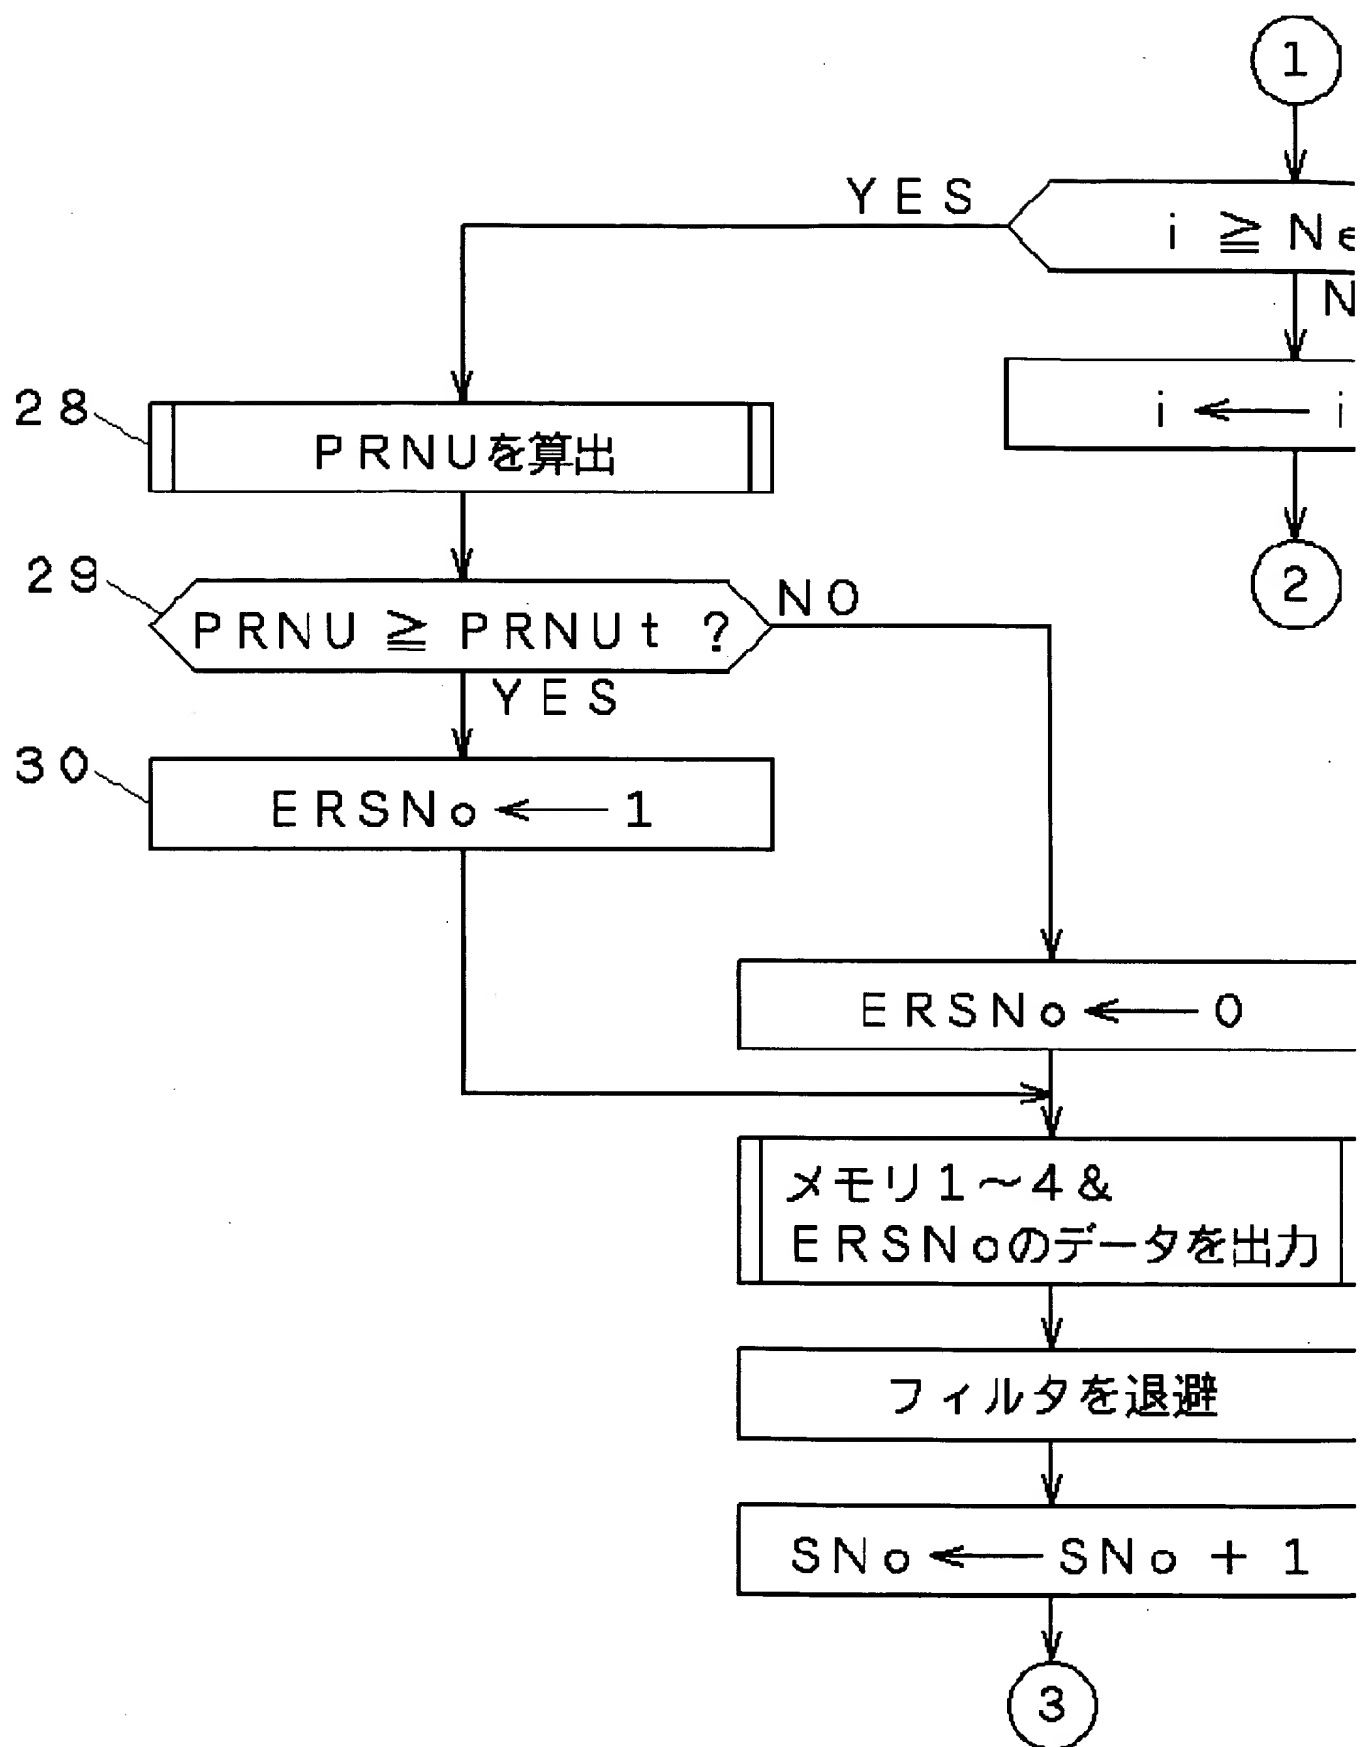 1
YES
i ≧ Ne
N
i ← i
2
28
PRNUを算出
29
PRNU ≧ PRNUt ?
NO
YES
30
ERSNo ← 1
ERSNo ← 0
メモリ1～4&
ERSNoのデータを出力
フィルタを退避
SNo ← SNo + 1
3